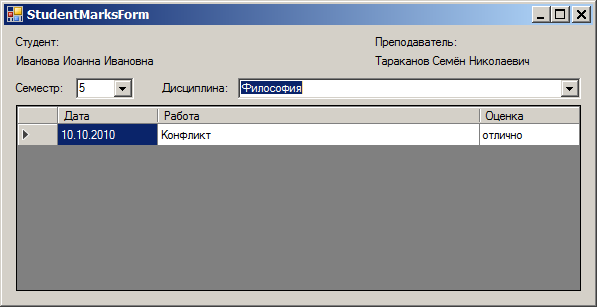 StudentMarksForm
Студент: Преподаватель:
Иванова Иоанна Ивановна Тараканов Семён Николаевич
Семестр: 5 Дисциплина: Философия
Дата Работа Оценка
10.10.2010 Конфликт отлично